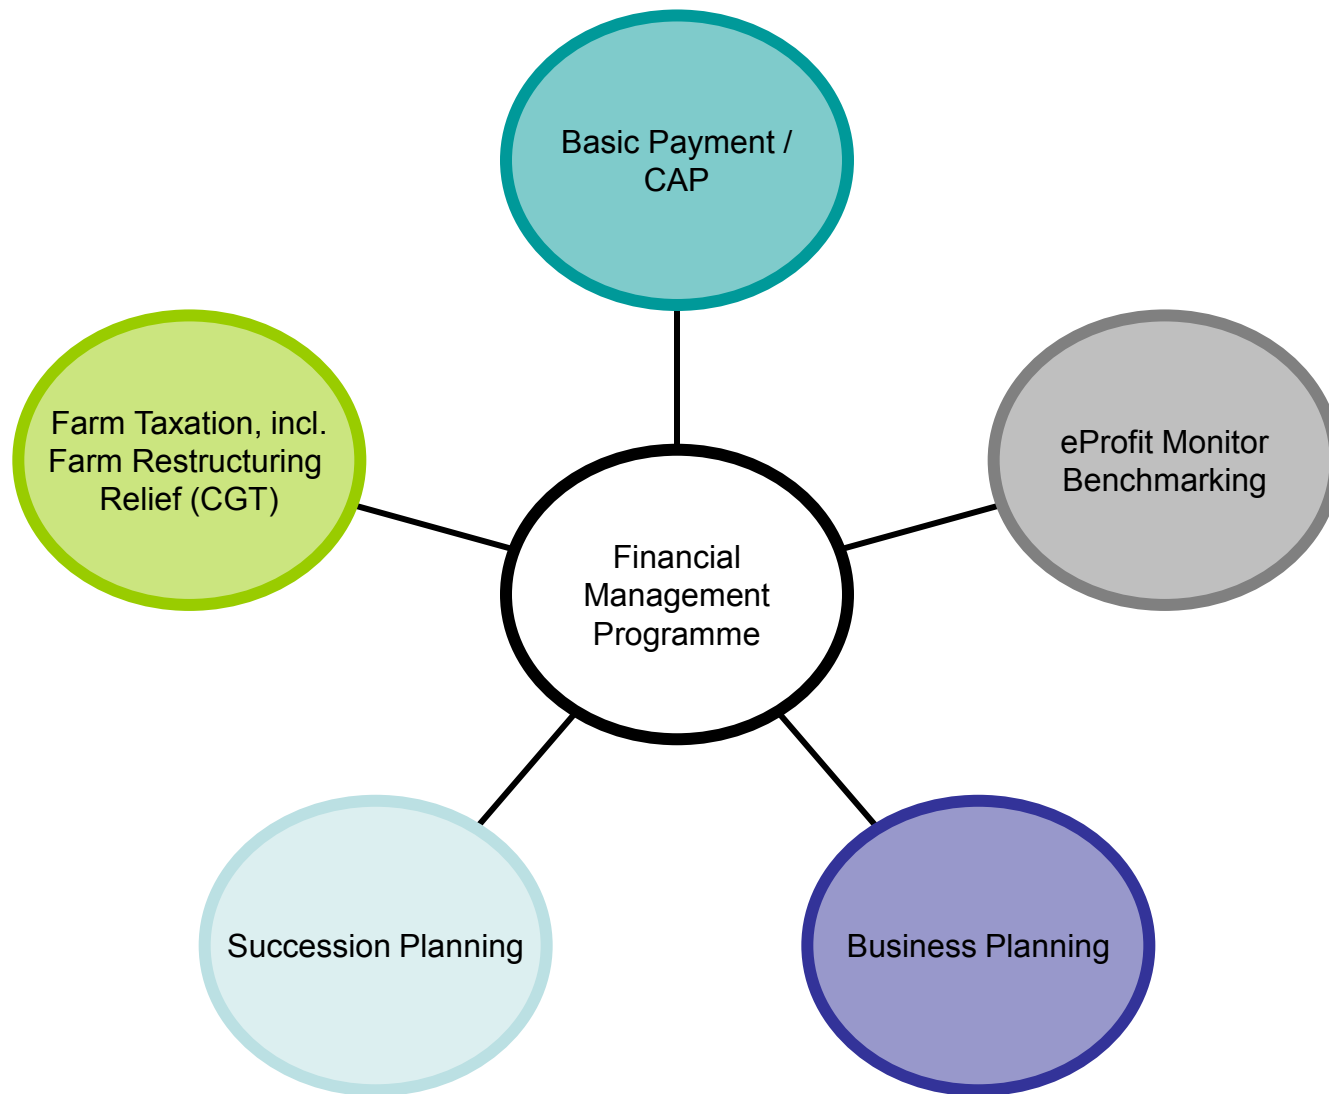 Basic Payment /
CAP
Farm Taxation, incl.
Farm Restructuring
Relief (CGT)
eProfit Monitor
Benchmarking
Financial
Management
Programme
Succession Planning
Business Planning